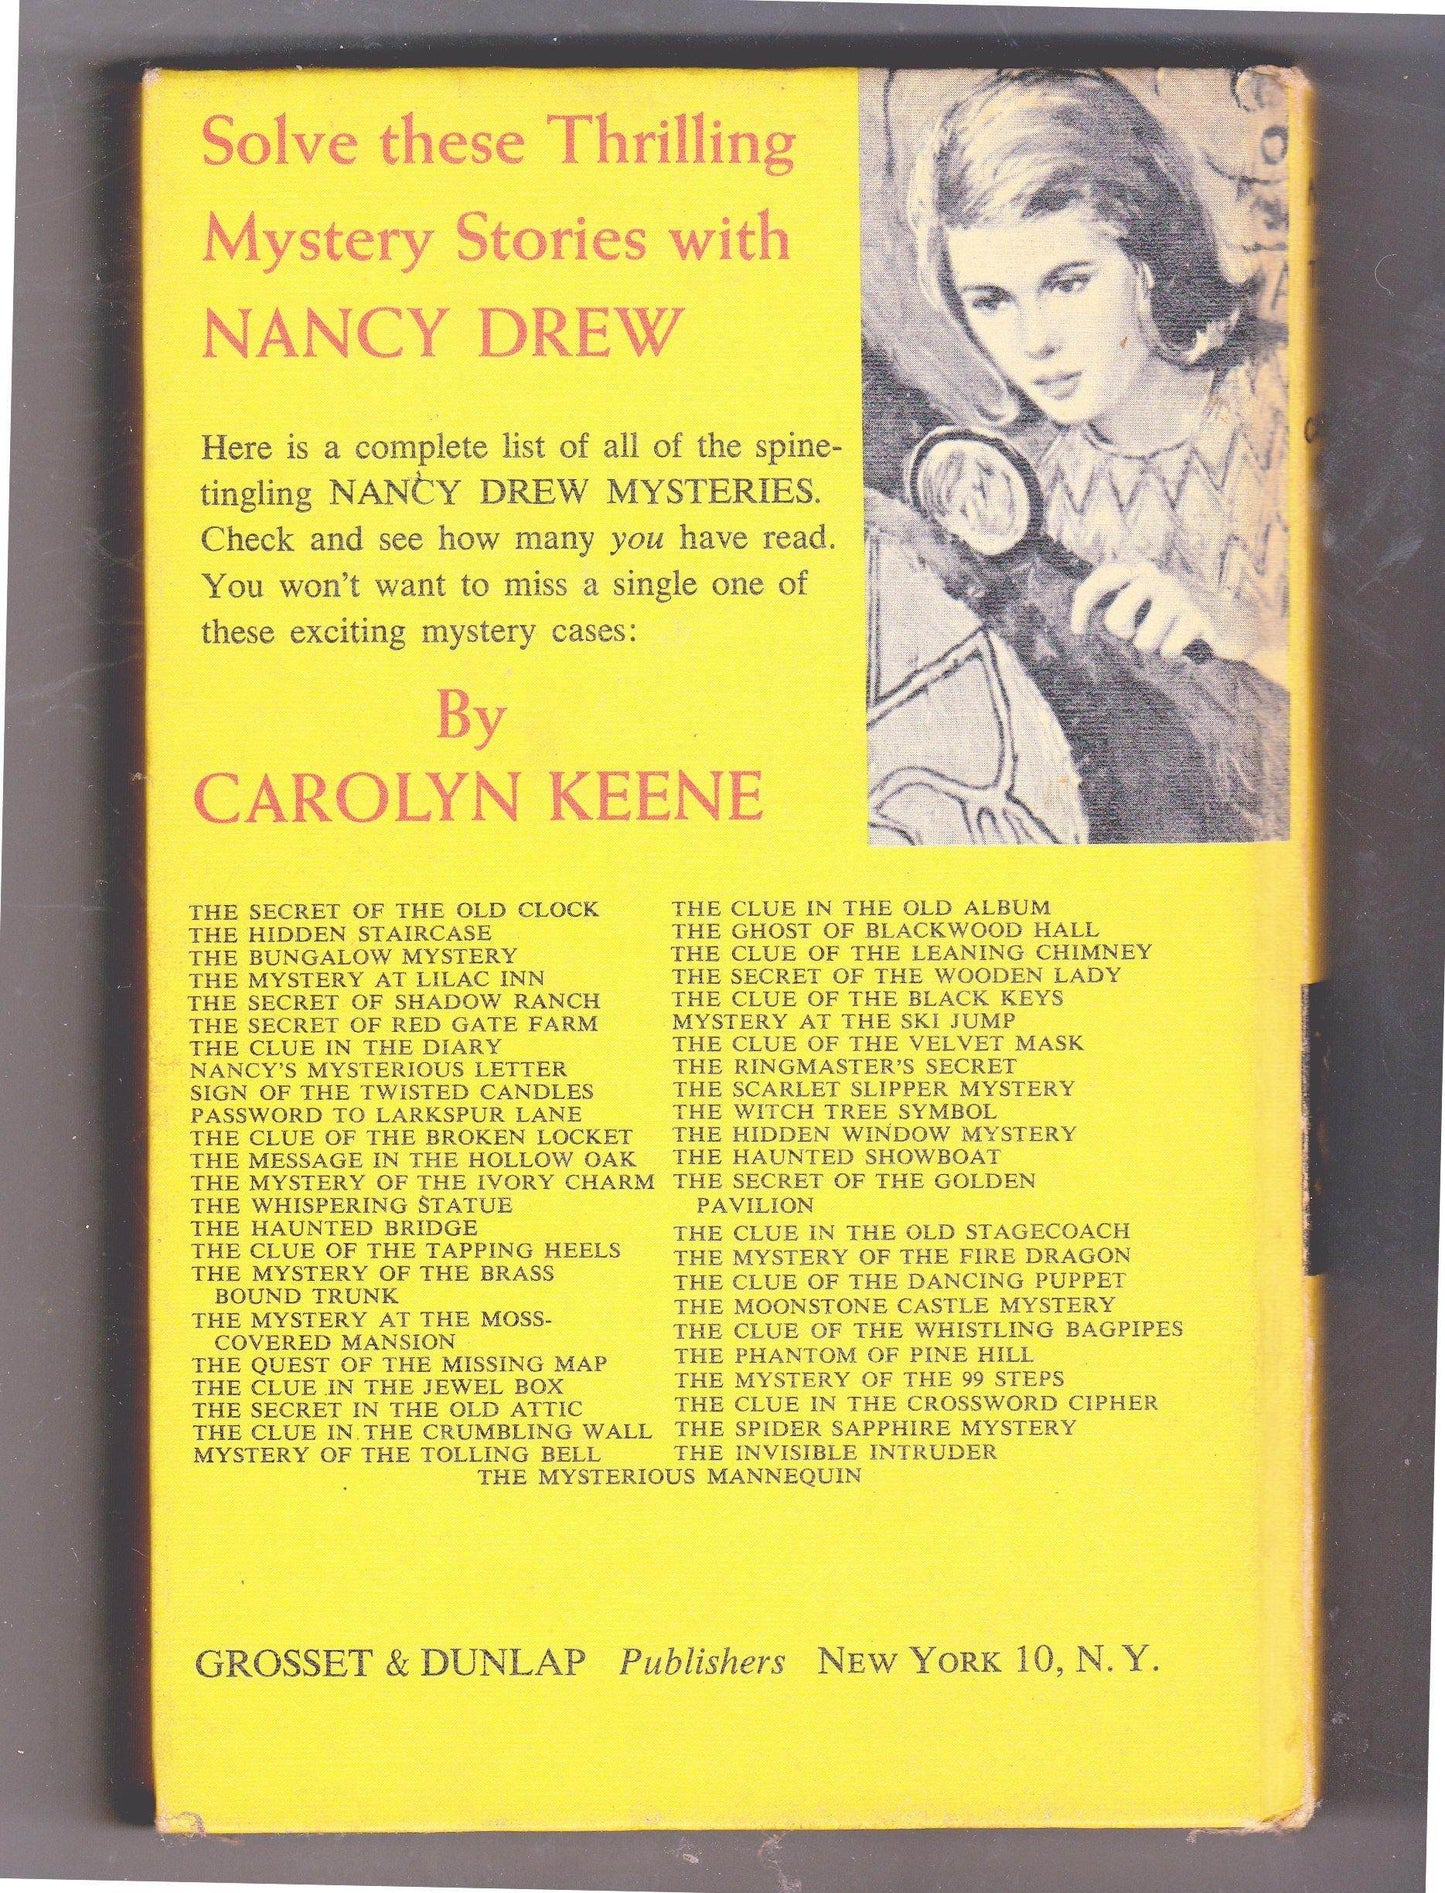 Solve these Thrilling
Mystery Stories with
NANCY DREW
Here is a complete list of all of the spine-
tingling NANCY DREW MYSTERIES.
Check and see how many you have read.
You won't want to miss a single one of
these exciting mystery cases:
By
CAROLYN KEENE
THE SECRET OF THE OLD CLOCK
THE HIDDEN STAIRCASE
THE BUNGALOW MYSTERY
THE MYSTERY AT LILAC INN
THE SECRET OF SHADOW RANCH
THE SECRET OF RED GATE FARM
THE CLUE IN THE DIARY
NANCY'S MYSTERIOUS LETTER
SIGN OF THE TWISTED CANDLES
PASSWORD TO LARKSPUR LANE
THE CLUE OF THE BROKEN LOCKET
THE MESSAGE IN THE HOLLOW OAK
THE MYSTERY OF THE IVORY CHARM
THE WHISPERING STATUE
THE HAUNTED BRIDGE
THE CLUE OF THE TAPPING HEELS
THE MYSTERY OF THE BRASS
BOUND TRUNK
THE MYSTERY AT THE MOSS-
COVERED MANSION
THE QUEST OF THE MISSING MAP
THE CLUE IN THE JEWEL BOX
THE SECRET IN THE OLD ATTIC
THE CLUE IN THE CRUMBLING WALL
MYSTERY OF THE TOLLING BELL
THE CLUE IN THE OLD ALBUM
THE GHOST OF BLACKWOOD HALL
THE CLUE OF THE LEANING CHIMNEY
THE SECRET OF THE WOODEN LADY
THE CLUE OF THE BLACK KEYS
MYSTERY AT THE SKI JUMP
THE CLUE OF THE VELVET MASK
THE RINGMASTER'S SECRET
THE SCARLET SLIPPER MYSTERY
THE WITCH TREE SYMBOL
THE HIDDEN WINDOW MYSTERY
THE HAUNTED SHOWBOAT
THE SECRET OF THE GOLDEN
PAVILION
THE CLUE IN THE OLD STAGECOACH
THE MYSTERY OF THE FIRE DRAGON
THE CLUE OF THE DANCING PUPPET
THE MOONSTONE CASTLE MYSTERY
THE CLUE OF THE WHISTLING BAGPIPES
THE PHANTOM OF PINE HILL
THE MYSTERY OF THE 99 STEPS
THE CLUE IN THE CROSSWORD CIPHER
THE SPIDER SAPPHIRE MYSTERY
THE INVISIBLE INTRUDER
THE MYSTERIOUS MANNEQUIN
GROSSET & DUNLAP Publishers NEW YORK 10, N. Y.